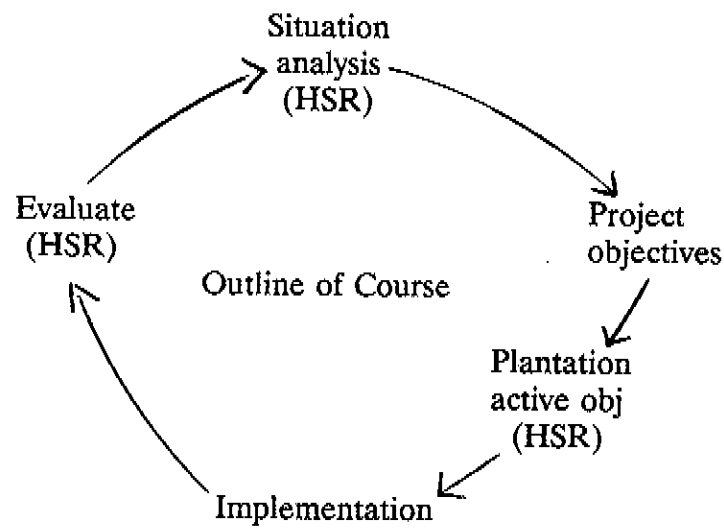 Situation
analysis
(HSR)
Project
objectives
Plantation
active obj
(HSR)
Implementation
Evaluate
(HSR)
Outline of Course